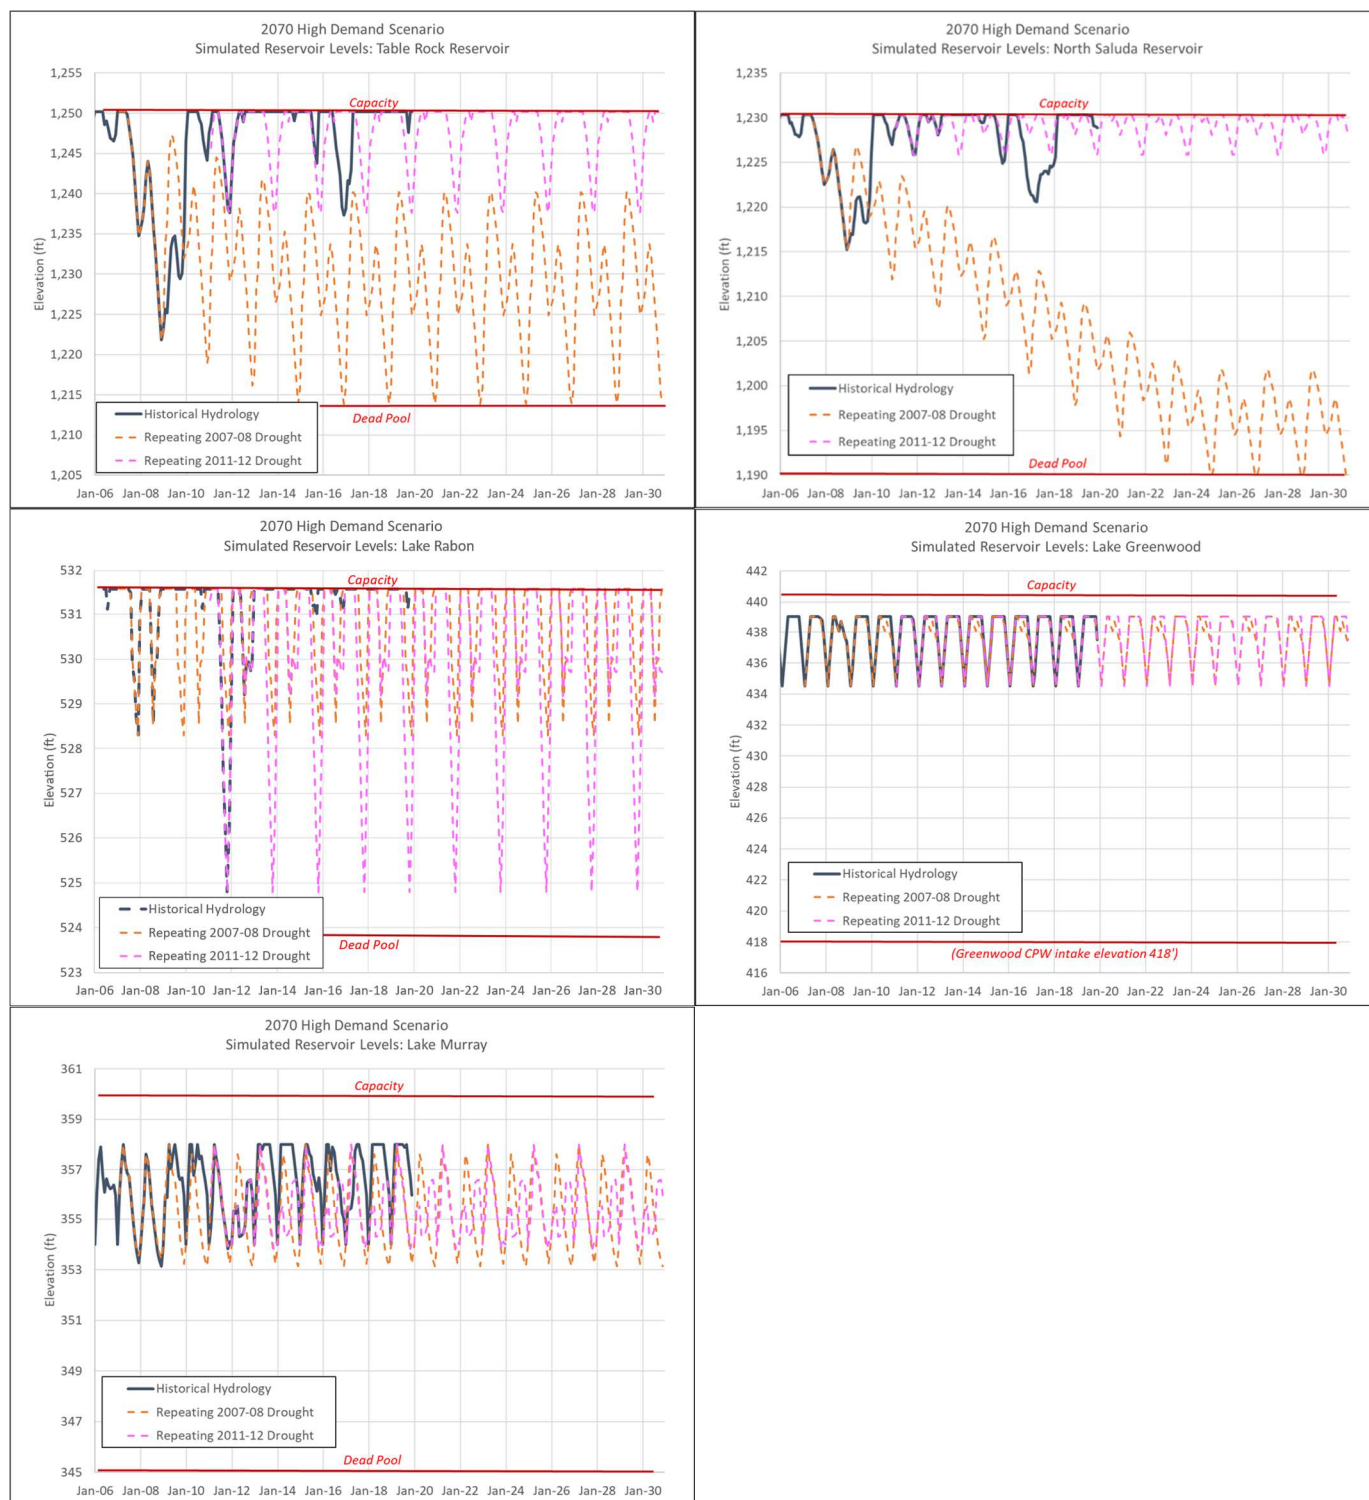 2070 High Demand Scenario
Simulated Reservoir Levels: Table Rock Reservoir
1,255
1,250
1,245
1,240
1,235
1,230
1,225
1,220
1,215
1,210
1,205
Elevation (ft)
Capacity
Dead Pool
Historical Hydrology
Repeating 2007-08 Drought
Repeating 2011-12 Drought
Jan-06 Jan-08 Jan-10 Jan-12 Jan-14 Jan-16 Jan-18 Jan-20 Jan-22 Jan-24 Jan-26 Jan-28 Jan-30
2070 High Demand Scenario
Simulated Reservoir Levels: North Saluda Reservoir
1,235
1,230
1,225
1,220
1,215
1,210
1,205
1,200
1,195
1,190
Elevation (ft)
Capacity
Historical Hydrology
Repeating 2007-08 Drought
Repeating 2011-12 Drought
Dead Pool
Jan-06 Jan-08 Jan-10 Jan-12 Jan-14 Jan-16 Jan-18 Jan-20 Jan-22 Jan-24 Jan-26 Jan-28 Jan-30
2070 High Demand Scenario
Simulated Reservoir Levels: Lake Rabon
532
531
530
529
528
527
526
525
524
523
Elevation (ft)
Capacity
Historical Hydrology
Repeating 2007-08 Drought
Repeating 2011-12 Drought
Dead Pool
Jan-06 Jan-08 Jan-10 Jan-12 Jan-14 Jan-16 Jan-18 Jan-20 Jan-22 Jan-24 Jan-26 Jan-28 Jan-30
2070 High Demand Scenario
Simulated Reservoir Levels: Lake Greenwood
442
440
438
436
434
432
430
428
426
424
422
420
418
416
Elevation (ft)
Capacity
Historical Hydrology
Repeating 2007-08 Drought
Repeating 2011-12 Drought
(Greenwood CPW intake elevation 418')
Jan-06 Jan-08 Jan-10 Jan-12 Jan-14 Jan-16 Jan-18 Jan-20 Jan-22 Jan-24 Jan-26 Jan-28 Jan-30
2070 High Demand Scenario
Simulated Reservoir Levels: Lake Murray
361
359
357
355
353
351
349
347
345
Elevation (ft)
Capacity
Historical Hydrology
Repeating 2007-08 Drought
Repeating 2011-12 Drought
Dead Pool
Jan-06 Jan-08 Jan-10 Jan-12 Jan-14 Jan-16 Jan-18 Jan-20 Jan-22 Jan-24 Jan-26 Jan-28 Jan-30